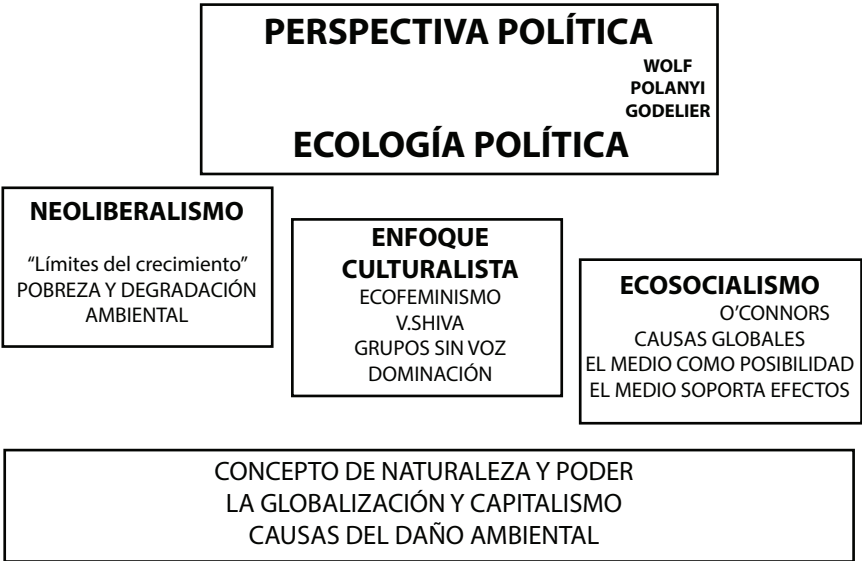 PERSPECTIVA POLÍTICA
WOLF
POLANYI
GODELIER
ECOLOGÍA POLÍTICA
NEOLIBERALISMO
“Límites del crecimiento”
POBREZA Y DEGRADACIÓN
AMBIENTAL
ENFOQUE
CULTURALISTA
ECOFEMINISMO
V.SHIVA
GRUPOS SIN VOZ
DOMINACIÓN
ECOSOCIALISMO
O’CONNORS
CAUSAS GLOBALES
EL MEDIO COMO POSIBILIDAD
EL MEDIO SOPORTA EFECTOS
CONCEPTO DE NATURALEZA Y PODER
LA GLOBALIZACIÓN Y CAPITALISMO
CAUSAS DEL DAÑO AMBIENTAL